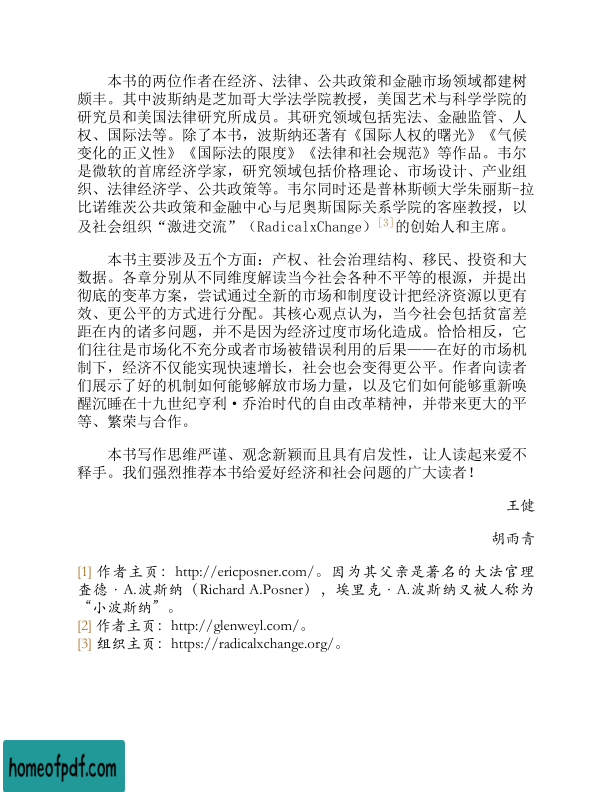 本书的两位作者在经济、法律、公共政策和金融市场领域都建树
颇丰。其中波斯纳是芝加哥大学法学院教授，美国艺术与科学学院的
研究员和美国法律研究所成员。其研究领域包括宪法、金融监管、人
权、国际法等。除了本书，波斯纳还著有《国际人权的曙光》《气候
变化的正义性》《国际法的限度》《法律和社会规范》等作品。韦尔
是微软的首席经济学家，研究领域包括价格理论、市场设计、产业组
织、法律经济学、公共政策等。韦尔同时还是普林斯顿大学朱丽斯-拉
比诺维茨公共政策和金融中心与尼奥斯国际关系学院的客座教授，以
及社会组织“激进交流”（RadicalxChange）[3]的创始人和主席。
本书主要涉及五个方面：产权、社会治理结构、移民、投资和大
数据。各章分别从不同维度解读当今社会各种不平等的根源，并提出
彻底的变革方案，尝试通过全新的市场和制度设计把经济资源以更有
效、更公平的方式进行分配。其核心观点认为，当今社会包括贫富差
距在内的诸多问题，并不是因为经济过度市场化造成。恰恰相反，它
们往往是市场化不充分或者市场被错误利用的后果——在好的市场机
制下，经济不仅能实现快速增长，社会也会变得更公平。作者向读者
们展示了好的机制如何能够解放市场力量，以及它们如何能够重新唤
醒沉睡在十九世纪亨利·乔治时代的自由改革精神，并带来更大的平
等、繁荣与合作。
本书写作思维严谨、观念新颖而且具有启发性，让人读起来爱不
释手。我们强烈推荐本书给爱好经济和社会问题的广大读者！
王健
胡雨青
[1] 作者主页：http://ericposner.com/。因为其父亲是著名的大法官理
查德·A.波斯纳（Richard A.Posner），埃里克·A.波斯纳又被人称为
“小波斯纳”。
[2] 作者主页：http://glenweyl.com/。
[3] 组织主页：https://radicalxchange.org/。
homeofpdf.com